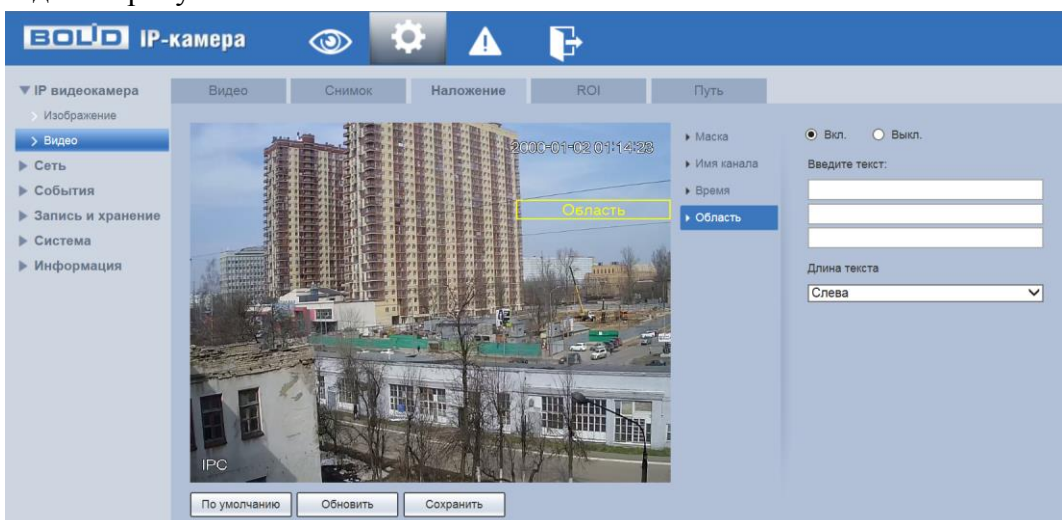 BOLID IP-камера
IP видеокамера
Изображение
Видео
Сеть
События
Запись и хранение
Система
Информация
Видео Снимок Наложение ROI Путь
2000-01-02 01:14:28
Область
IPC
Маска
Имя канала
Время
Область
Вкл. Выкл.
Введите текст:
Длина текста
Слева
По умолчанию Обновить Сохранить